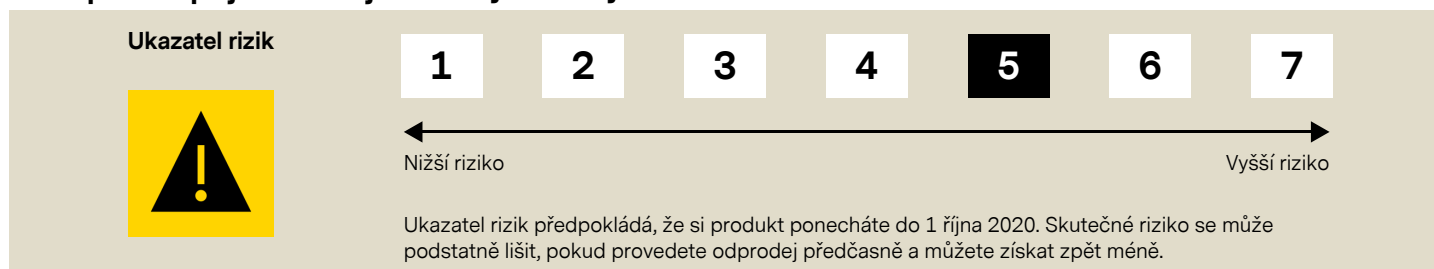 Ukazatel rizik
1 2 3 4 5 6 7
Nižší riziko Vyšší riziko
Ukazatel rizik předpokládá, že si produkt ponecháte do 1 října 2020. Skutečné riziko se může
podstatně lišit, pokud provedete odprodej předčasně a můžete získat zpět méně.